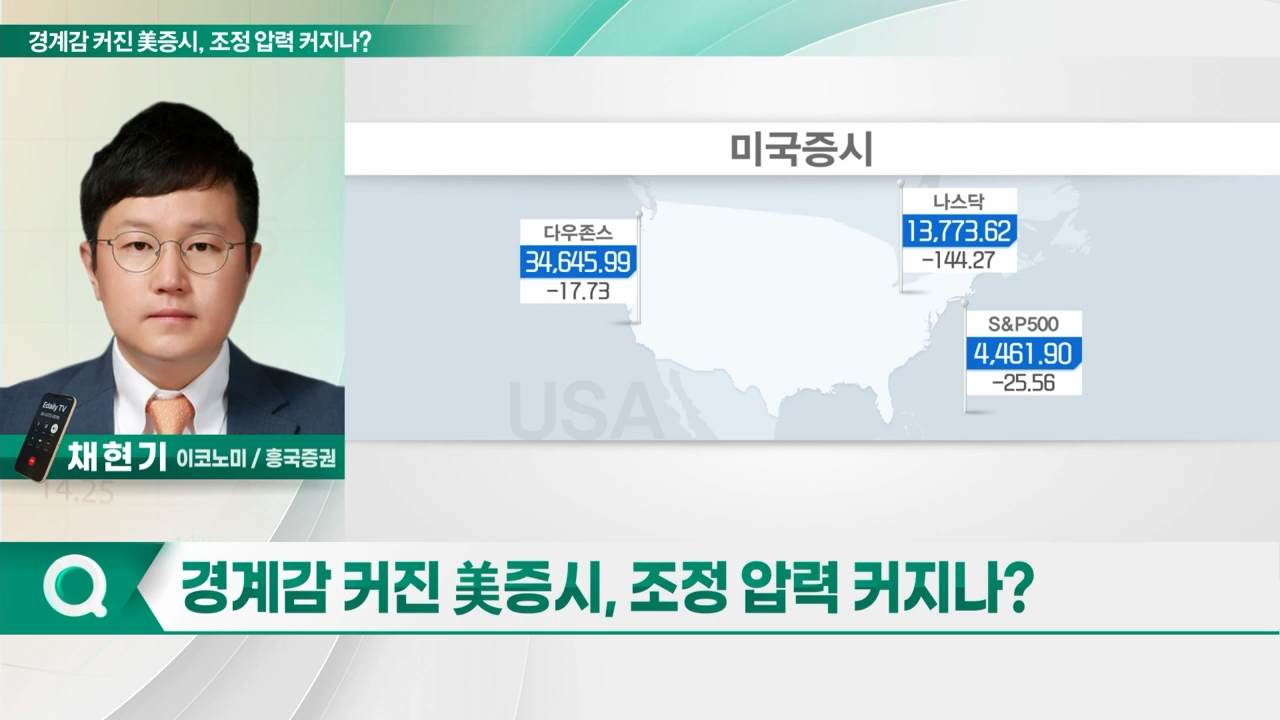 경계감 커진 美증시, 조정 압력 커지나?
미국증시
나스닥
13,773.62
-144.27
다우존스
34,645.99
-17.73
S&P500
4,461.90
-25.56
USA
Edaily TV
채현기 이코노미 / 흥국증권
14.25
경계감 커진 美증시, 조정 압력 커지나?